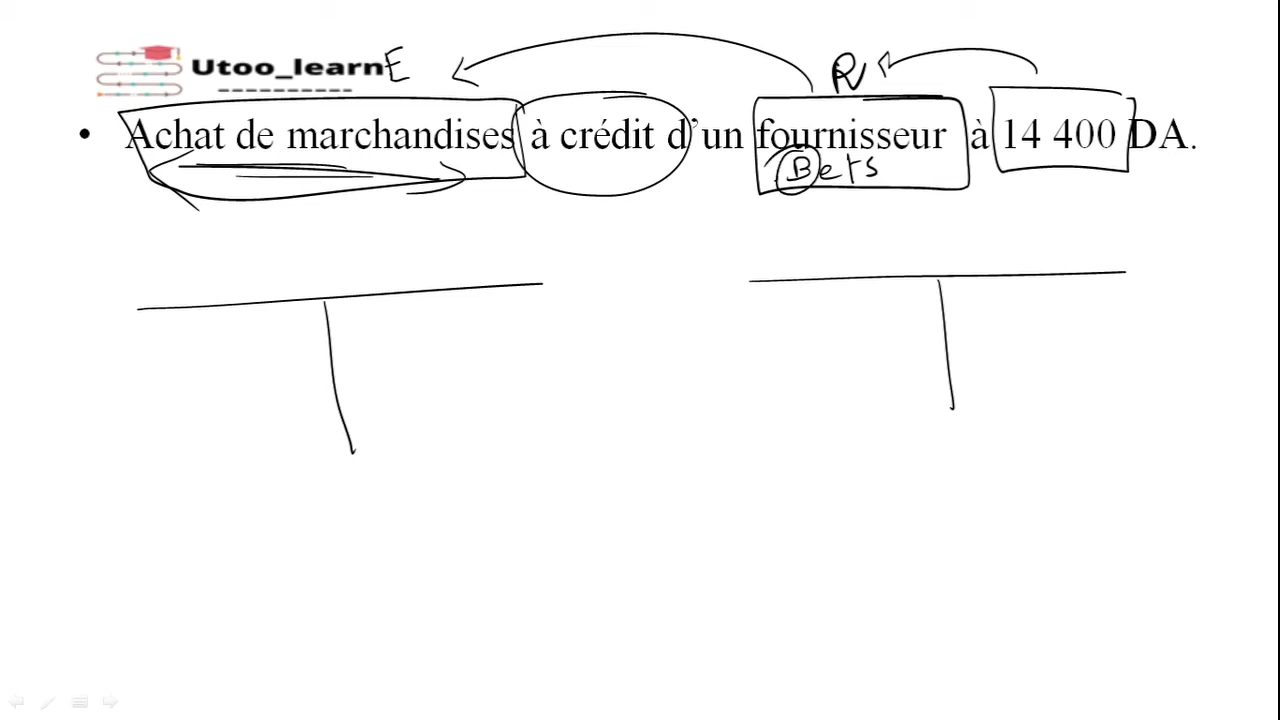 Utoo_learn E
R
• Achat de marchandises à crédit d’un fournisseur à 14 400 DA.
Bets